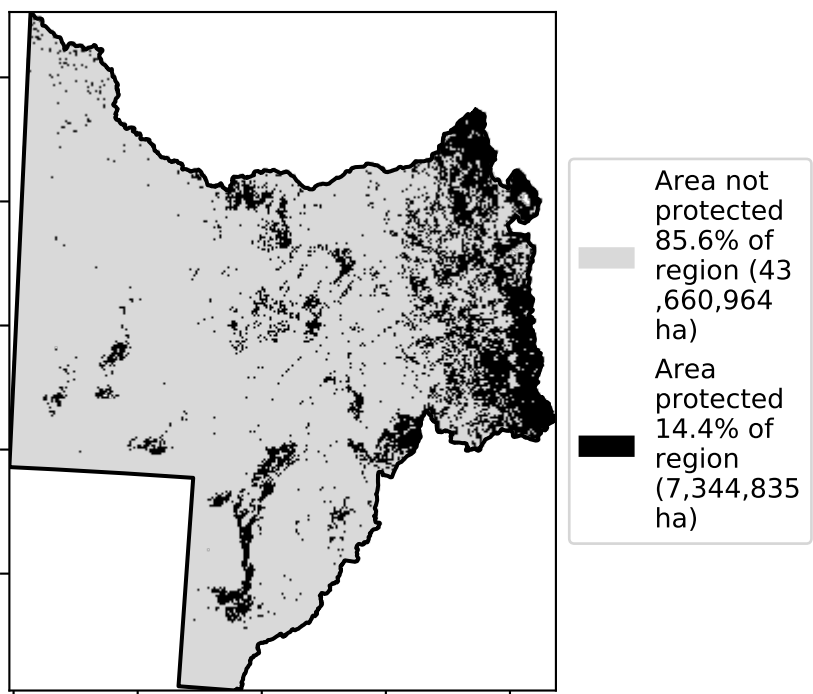 Area not
protected
85.6% of
region (43
,660,964
ha)
Area
protected
14.4% of
region
(7,344,835
ha)